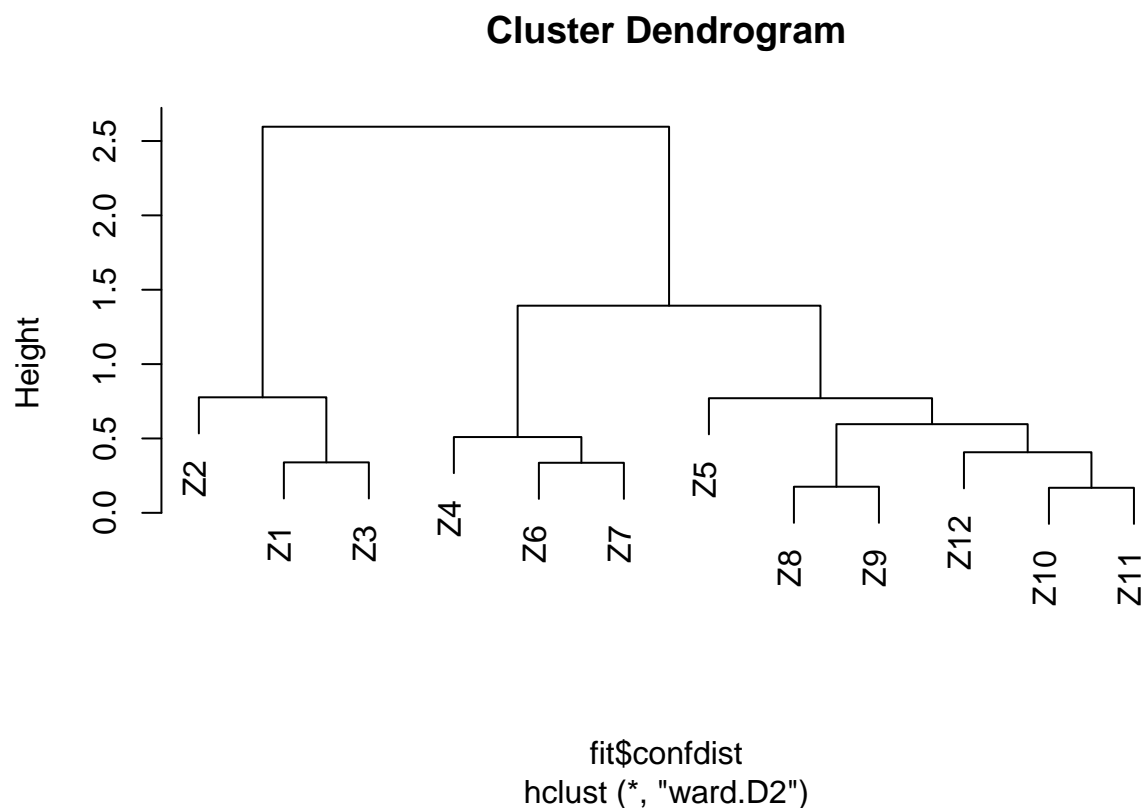 Cluster Dendrogram
Height
2.5
2.0
1.5
1.0
0.5
0.0
Z2
Z1
Z3
Z4
Z6
Z7
Z5
Z8
Z9
Z12
Z10
Z11
fit$confdist
hclust (*, "ward.D2")